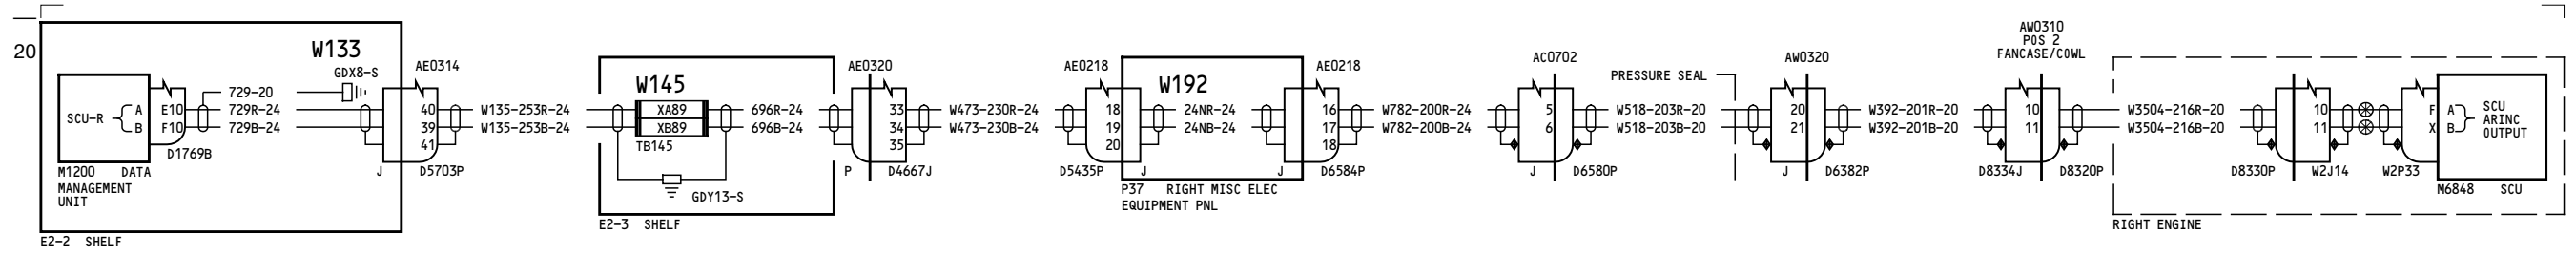 20
W133
GDX8-S
AE0314
729-20
SCU-R
A
E10
729R-24
40
W135-253R-24
B
F10
729B-24
39
W135-253B-24
41
D1769B
M1200 DATA
MANAGEMENT
UNIT
J
D5703P
E2-2 SHELF
W145
XA89
696R-24
XB89
696B-24
TB145
GDY13-S
E2-3 SHELF
AE0320
33
W473-230R-24
34
W473-230B-24
35
P
D4667J
AE0218
W192
AE0218
18
24NR-24
16
W782-200R-24
19
24NB-24
17
W782-200B-24
20
18
D5435P
J
J
D6584P
P37 RIGHT MISC ELEC
EQUIPMENT PNL
AC0702
5
W518-203R-20
6
W518-203B-20
J
D6580P
PRESSURE SEAL
AW0320
20
W392-201R-20
21
W392-201B-20
J
D6382P
AW0310
POS 2
FANCASE/COWL
10
W3504-216R-20
11
W3504-216B-20
D8334J
D8320P
10
F
A
11
X
B
SCU
ARINC
OUTPUT
D8330P
W2J14
W2P33
M6848 SCU
RIGHT ENGINE